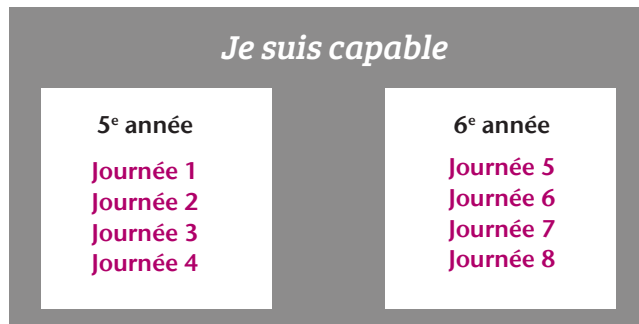 Je suis capable
5e année
Journée 1
Journée 2
Journée 3
Journée 4
6e année
Journée 5
Journée 6
Journée 7
Journée 8